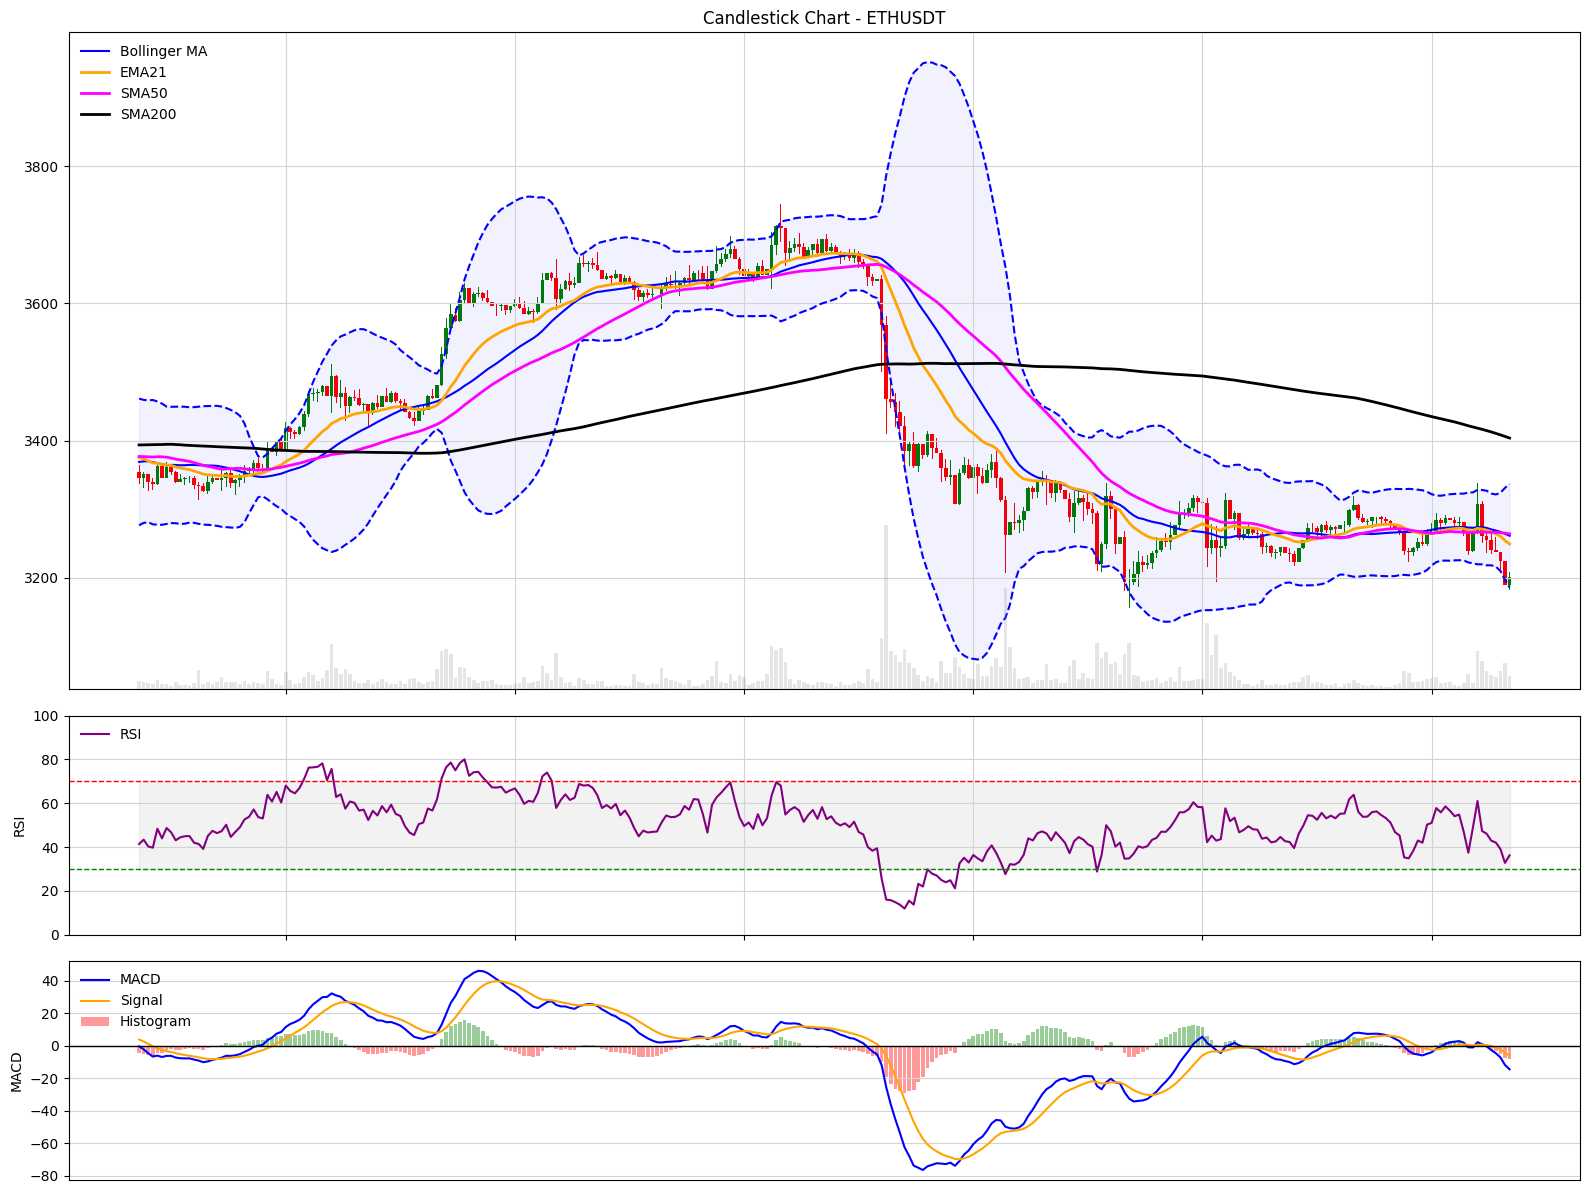 Candlestick Chart - ETHUSDT
Bollinger MA
EMA21
SMA50
SMA200
3800
3600
3400
3200
RSI
100
80
60
40
20
0
RSI
MACD
Signal
Histogram
40
20
0
−20
−40
−60
−80
MACD